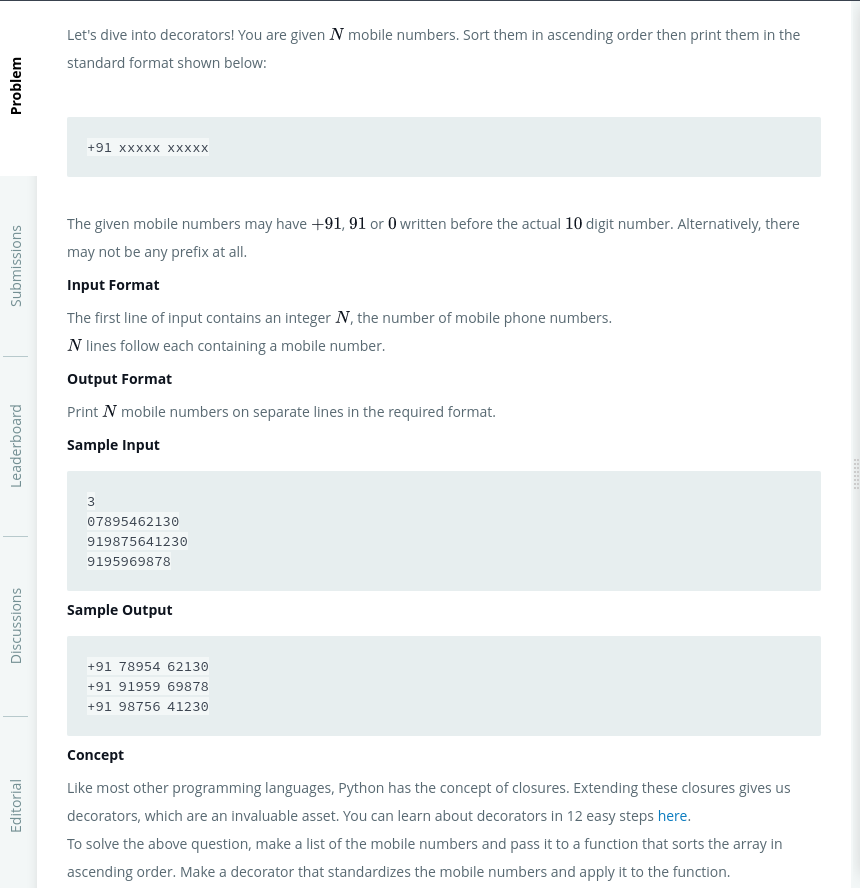 Problem
Submissions
Leaderboard
Discussions
Editorial
Let's dive into decorators! You are given N mobile numbers. Sort them in ascending order then print them in the
standard format shown below:
+91 xxxxx xxxxx
The given mobile numbers may have +91, 91 or 0 written before the actual 10 digit number. Alternatively, there
may not be any prefix at all.
Input Format
The first line of input contains an integer N, the number of mobile phone numbers.
N lines follow each containing a mobile number.
Output Format
Print N mobile numbers on separate lines in the required format.
Sample Input
3
07895462130
919875641230
9195969878
Sample Output
+91 78954 62130
+91 91959 69878
+91 98756 41230
Concept
Like most other programming languages, Python has the concept of closures. Extending these closures gives us
decorators, which are an invaluable asset. You can learn about decorators in 12 easy steps here.
To solve the above question, make a list of the mobile numbers and pass it to a function that sorts the array in
ascending order. Make a decorator that standardizes the mobile numbers and apply it to the function.